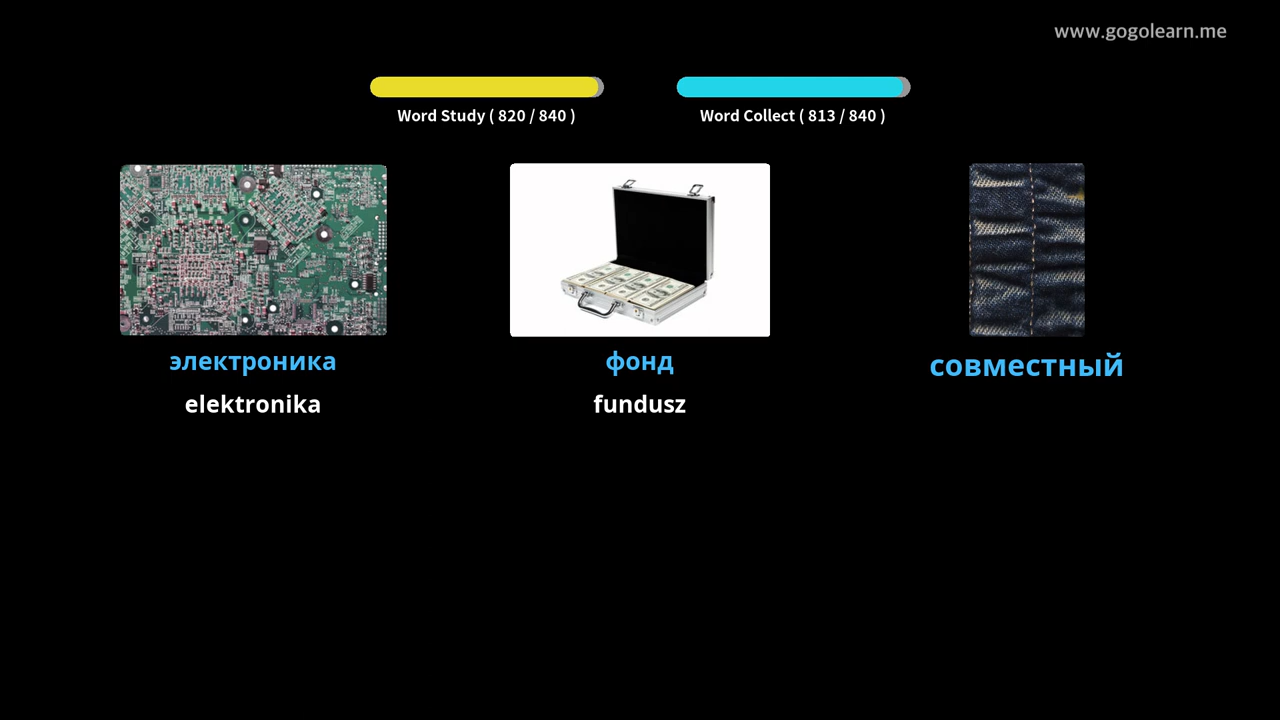 www.gogolearn.me
Word Study ( 820 / 840 )
Word Collect ( 813 / 840 )
электроника
elektronika
фонд
fundusz
совместный